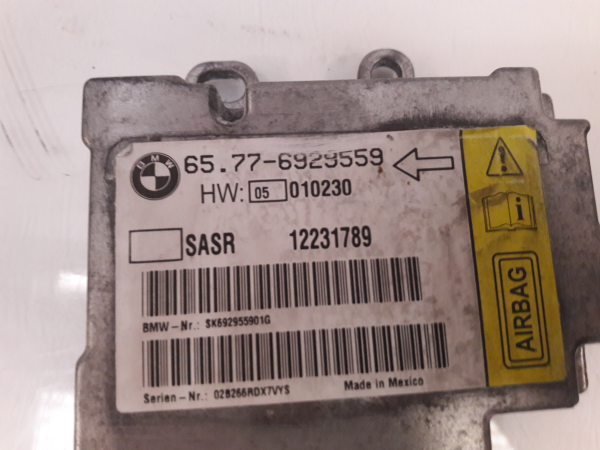 BMW
65.77-6929559
HW: 05 010230
SASR 12231789
BMW-Nr.: SK692955901G
Serien-Nr.: 028266RDX7VYS Made in Mexico
! i
AIRBAG